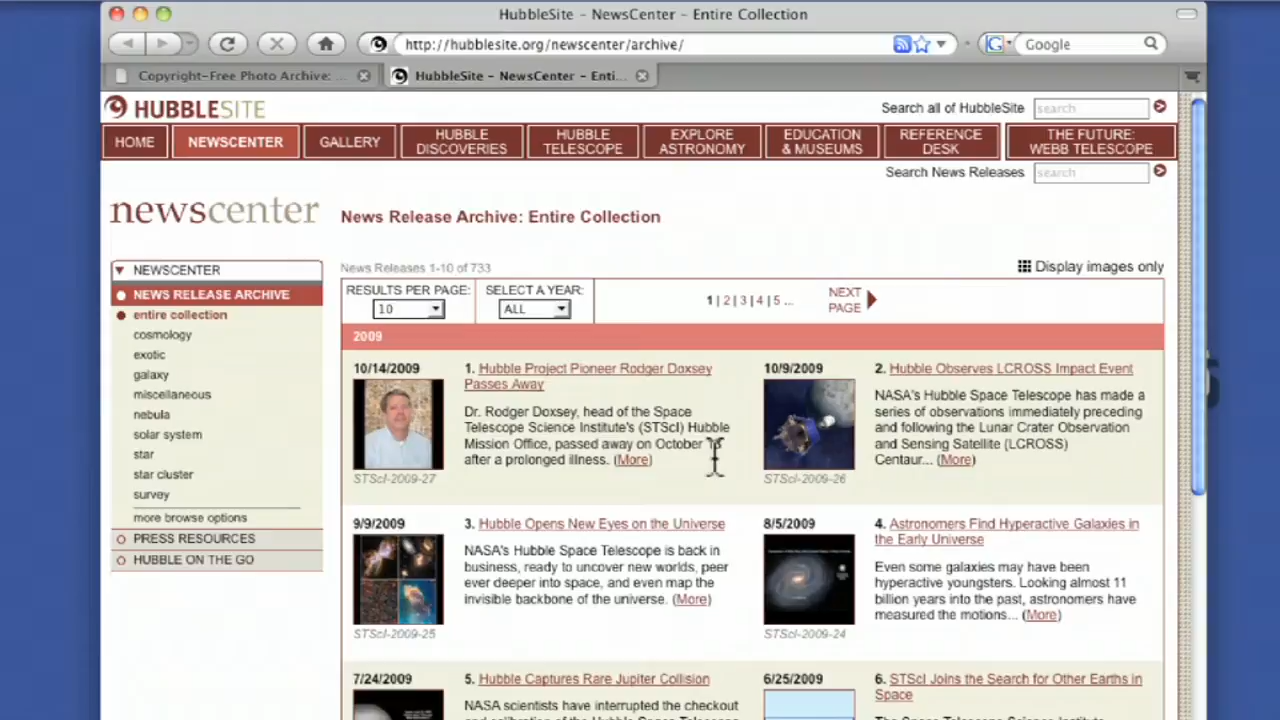 HubbleSite - NewsCenter - Entire Collection
http://hubblesite.org/newscenter/archive/
Google
Copyright-Free Photo Archive: ...
HubbleSite - NewsCenter - Enti...
HUBBLESITE
Search all of HubbleSite
search
HOME
NEWSCENTER
GALLERY
HUBBLE
DISCOVERIES
HUBBLE
TELESCOPE
EXPLORE
ASTRONOMY
EDUCATION
& MUSEUMS
REFERENCE
DESK
THE FUTURE:
WEBB TELESCOPE
Search News Releases
search
newscenter
News Release Archive: Entire Collection
NEWSCENTER
NEWS RELEASE ARCHIVE
entire collection
cosmology
exotic
galaxy
miscellaneous
nebula
solar system
star
star cluster
survey
more browse options
PRESS RESOURCES
HUBBLE ON THE GO
News Releases 1-10 of 733
Display images only
RESULTS PER PAGE:
10
SELECT A YEAR:
ALL
1 | 2 | 3 | 4 | 5 ...
NEXT
PAGE
2009
10/14/2009
1. Hubble Project Pioneer Rodger Doxsey
Passes Away
Dr. Rodger Doxsey, head of the Space
Telescope Science Institute's (STScI) Hubble
Mission Office, passed away on October
after a prolonged illness. (More)
STScI-2009-27
10/9/2009
2. Hubble Observes LCROSS Impact Event
NASA's Hubble Space Telescope has made a
series of observations immediately preceding
and following the Lunar Crater Observation
and Sensing Satellite (LCROSS)
Centaur... (More)
STScI-2009-26
9/9/2009
3. Hubble Opens New Eyes on the Universe
NASA's Hubble Space Telescope is back in
business, ready to uncover new worlds, peer
ever deeper into space, and even map the
invisible backbone of the universe. (More)
STScI-2009-25
8/5/2009
4. Astronomers Find Hyperactive Galaxies in
the Early Universe
Even some galaxies may have been
hyperactive youngsters. Looking almost 11
billion years into the past, astronomers have
measured the motions... (More)
STScI-2009-24
7/24/2009
5. Hubble Captures Rare Jupiter Collision
NASA scientists have interrupted the checkout
6/25/2009
6. STScI Joins the Search for Other Earths in
Space